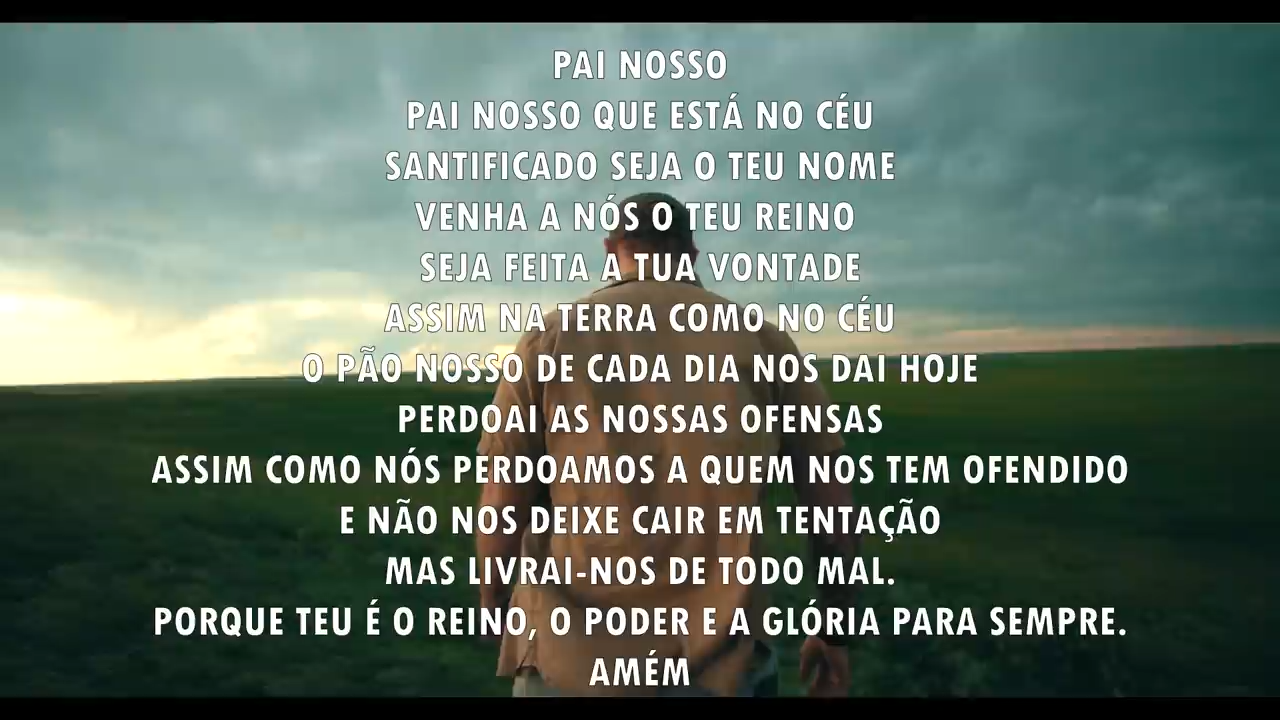 PAI NOSSO
PAI NOSSO QUE ESTÁ NO CÉU
SANTIFICADO SEJA O TEU NOME
VENHA A NÓS O TEU REINO
SEJA FEITA A TUA VONTADE
ASSIM NA TERRA COMO NO CÉU
O PÃO NOSSO DE CADA DIA NOS DAI HOJE
PERDOAI AS NOSSAS OFENSAS
ASSIM COMO NÓS PERDOAMOS A QUEM NOS TEM OFENDIDO
E NÃO NOS DEIXE CAIR EM TENTAÇÃO
MAS LIVRAI-NOS DE TODO MAL.
PORQUE TEU É O REINO, O PODER E A GLÓRIA PARA SEMPRE.
AMÉM